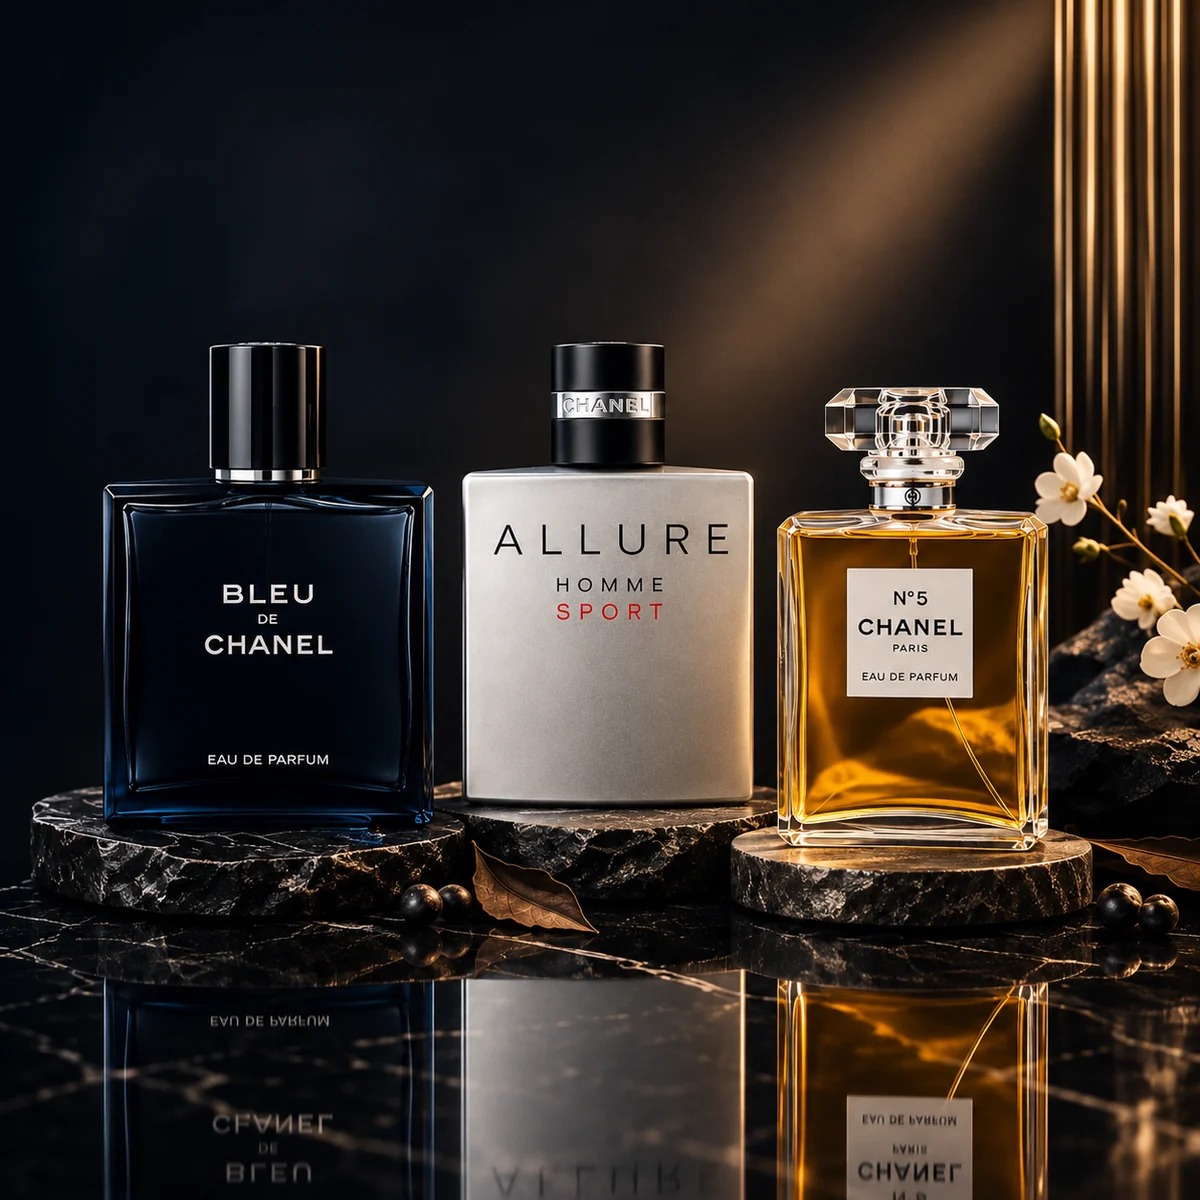 BLEU
DE
CHANEL
EAU DE PARFUM
CHANEL
ALLURE
HOMME
SPORT
N°5
CHANEL
PARIS
EAU DE PARFUM